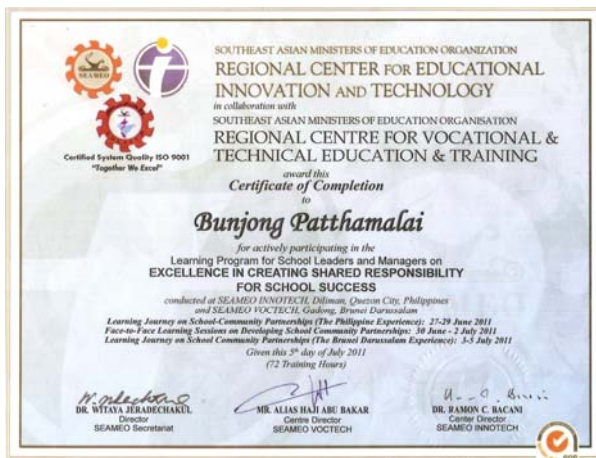 SOUTHEAST ASIAN MINISTERS OF EDUCATION ORGANIZATION
REGIONAL CENTER FOR EDUCATIONAL
INNOVATION AND TECHNOLOGY
in collaboration with
SOUTHEAST ASIAN MINISTERS OF EDUCATION ORGANISATION
REGIONAL CENTRE FOR VOCATIONAL &
TECHNICAL EDUCATION & TRAINING
SEAMEO
Certified System Quality ISO 9001
"Together We Excel"
award this
Certificate of Completion
to
Bunjong Patthamalai
for actively participating in the
Learning Program for School Leaders and Managers on
EXCELLENCE IN CREATING SHARED RESPONSIBILITY
FOR SCHOOL SUCCESS
conducted at SEAMEO INNOTECH, Diliman, Quezon City, Philippines
and SEAMEO VOCTECH, Gadong, Brunei Darussalam
Learning Journey on School-Community Partnerships (The Philippine Experience): 27-29 June 2011
Face-to-Face Learning Sessions on Developing School Community Partnerships: 30 June - 2 July 2011
Learning Journey on School Community Partnerships (The Brunei Darussalam Experience): 3-5 July 2011
Given this 5th day of July 2011
(72 Training Hours)
DR. WITAYA JERADECHAKUL
Director
SEAMEO Secretariat
MR. ALIAS HAJI ABU BAKAR
Centre Director
SEAMEO VOCTECH
DR. RAMON C. BACANI
Center Director
SEAMEO INNOTECH